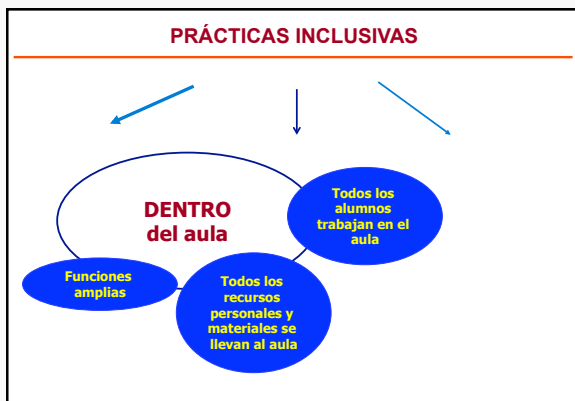 PRÁCTICAS INCLUSIVAS
DENTRO
del aula
Todos los
alumnos
trabajan en el
aula
Funciones
amplias
Todos los
recursos
personales y
materiales se
llevan al aula